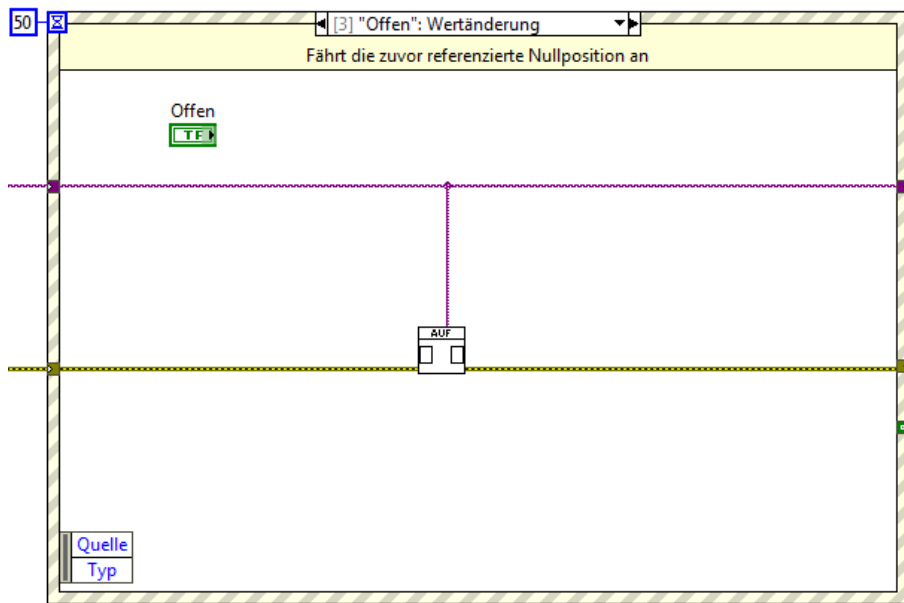 50
[3] "Offen": Wertänderung
Fährt die zuvor referenzierte Nullposition an
Offen
TF
AUF
Quelle
Typ